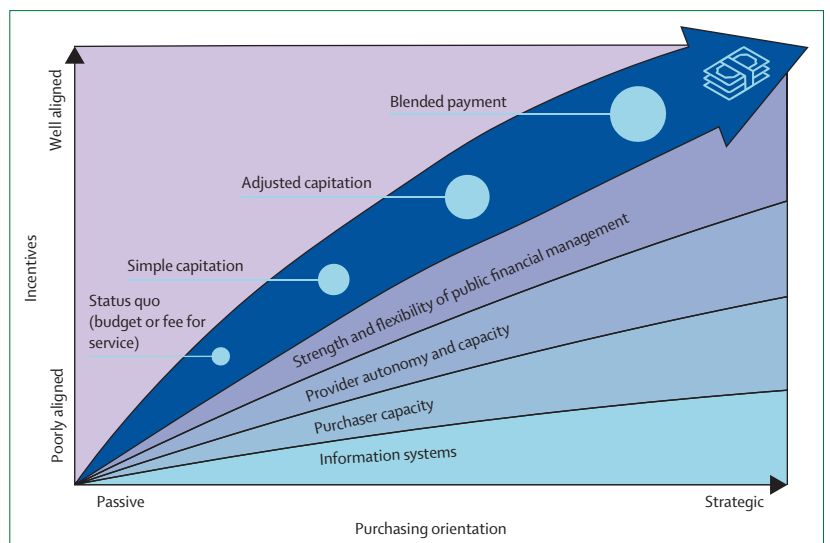 Well aligned
Incentives
Poorly aligned
Blended payment
Adjusted capitation
Simple capitation
Status quo
(budget or fee for
service)
Strength and flexibility of public financial management
Provider autonomy and capacity
Purchaser capacity
Information systems
Passive
Strategic
Purchasing orientation